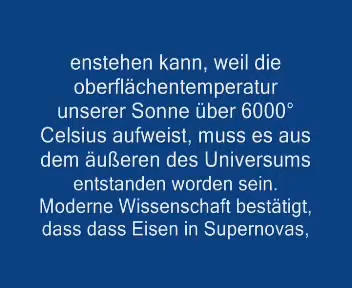 enstehen kann, weil die
oberflächentemperatur
unserer Sonne über 6000°
Celsius aufweist, muss es aus
dem äußeren des Universums
entstanden worden sein.
Moderne Wissenschaft bestätigt,
dass dass Eisen in Supernovas,